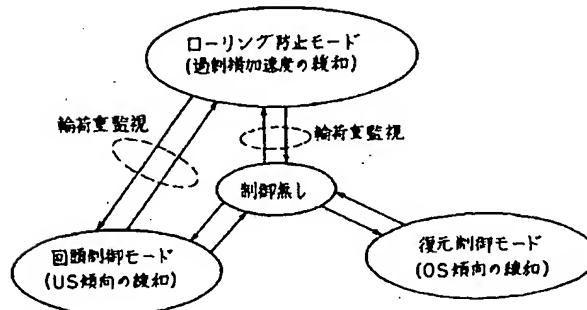 ローリング防止モード
(過剰横加速度の緩和)
輪荷重監視
輪荷重監視
制御無し
回頭制御モード
(US傾向の緩和)
復元制御モード
(OS傾向の緩和)